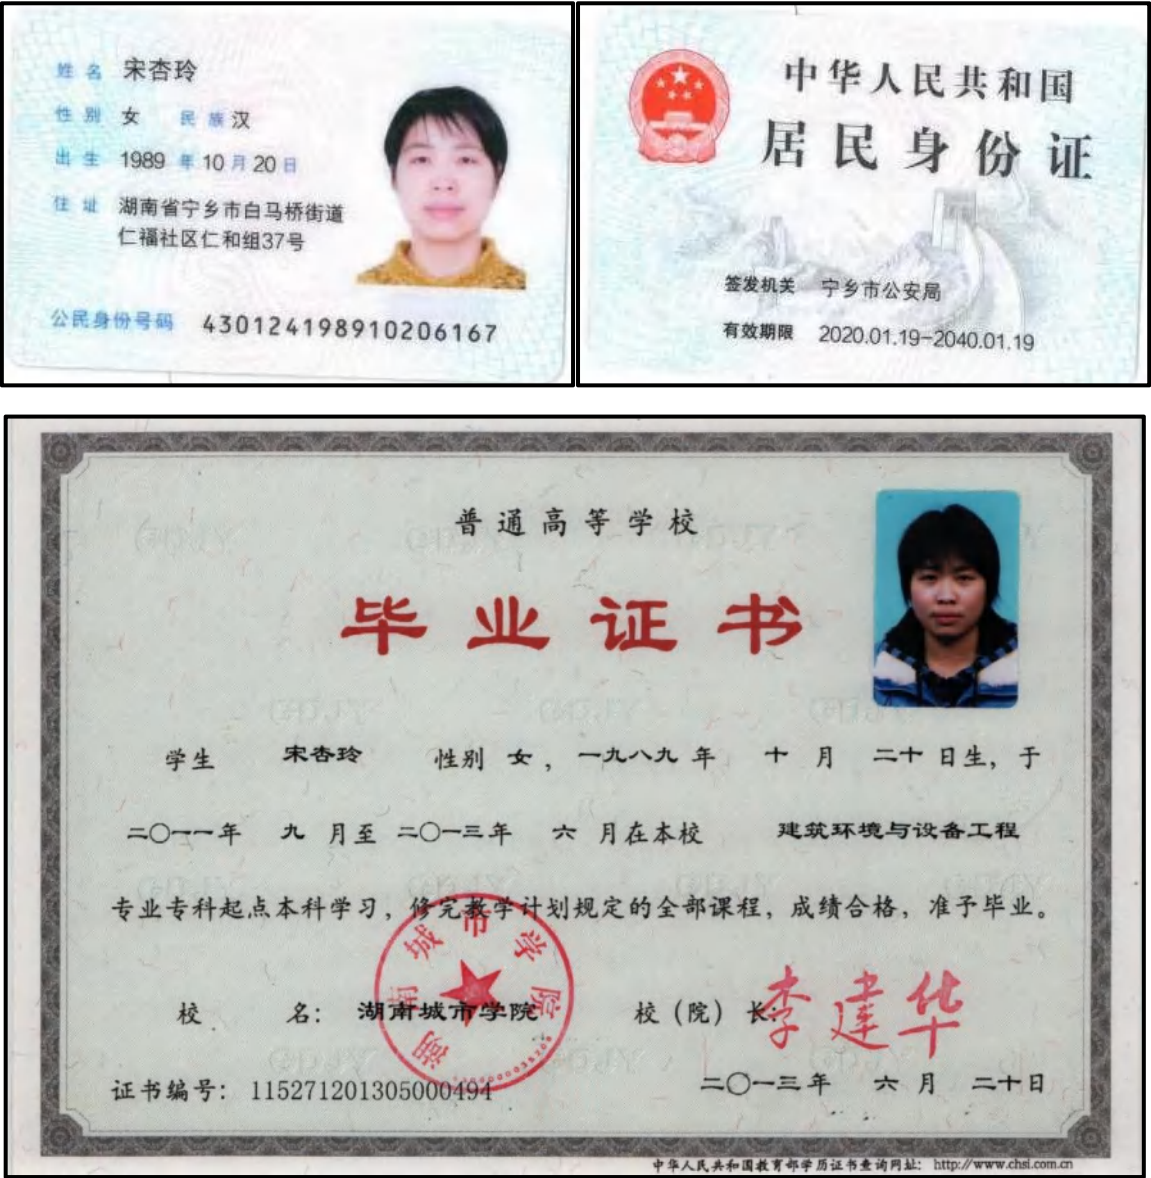 姓名 宋杏玲
性别 女 民族 汉
出生 1989 年 10 月 20 日
住址 湖南省宁乡市白马桥街道
仁福社区仁和组37号
公民身份号码 430124198910206167
中华人民共和国
居民身份证
签发机关 宁乡市公安局
有效期限 2020.01.19-2040.01.19
普通高等学校
毕业证书
学生 宋杏玲 性别 女，一九八九年 十月 二十日生，于
二〇一一年 九月至 二〇一三年 六月在本校 建筑环境与设备工程
专业专科起点本科学习，修完教学计划规定的全部课程，成绩合格，准予毕业。
湖南城市学院
校 名：湖南城市学院 校（院）长：李建华
证书编号：115271201305000494 二〇一三年 六月 二十日
中华人民共和国教育部学历证书查询网址：http://www.chsi.com.cn